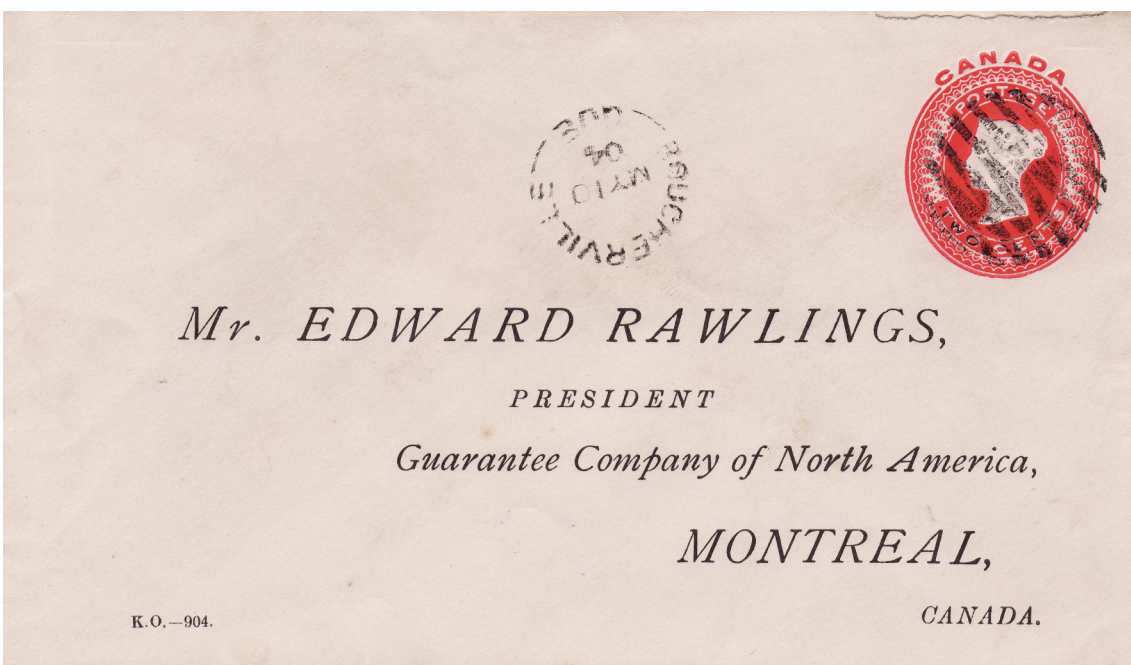 CANADA
POSTAGE
TWO CENTS
BOUCHERVILLE
QUE
MY 10
04
Mr. EDWARD RAWLINGS,
PRESIDENT
Guarantee Company of North America,
MONTREAL,
CANADA.
K.O.—904.